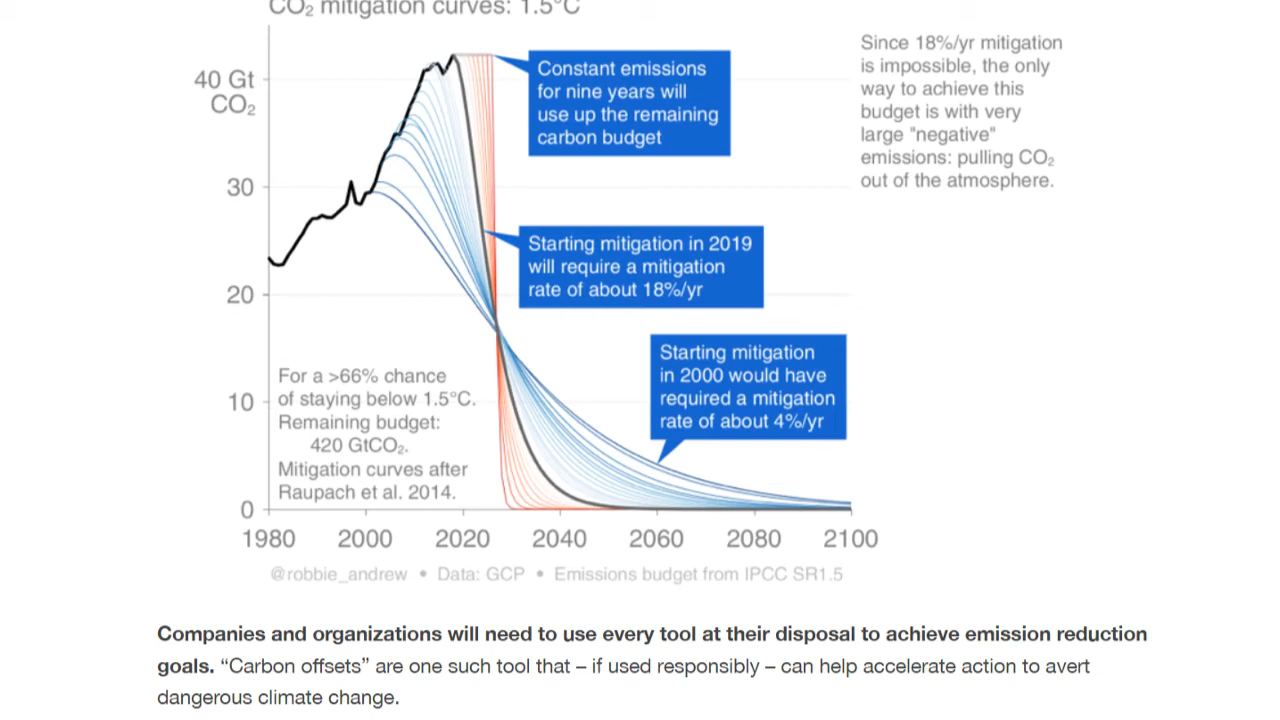 CO₂ mitigation curves: 1.5°C
40 Gt
CO₂
30
20
10
0
1980 2000 2020 2040 2060 2080 2100
Constant emissions
for nine years will
use up the remaining
carbon budget
Starting mitigation in 2019
will require a mitigation
rate of about 18%/yr
Starting mitigation
in 2000 would have
required a mitigation
rate of about 4%/yr
For a >66% chance
of staying below 1.5°C.
Remaining budget:
420 GtCO₂.
Mitigation curves after
Raupach et al. 2014.
Since 18%/yr mitigation
is impossible, the only
way to achieve this
budget is with very
large "negative"
emissions: pulling CO₂
out of the atmosphere.
@robbie_andrew • Data: GCP • Emissions budget from IPCC SR1.5
Companies and organizations will need to use every tool at their disposal to achieve emission reduction
goals. “Carbon offsets” are one such tool that – if used responsibly – can help accelerate action to avert
dangerous climate change.